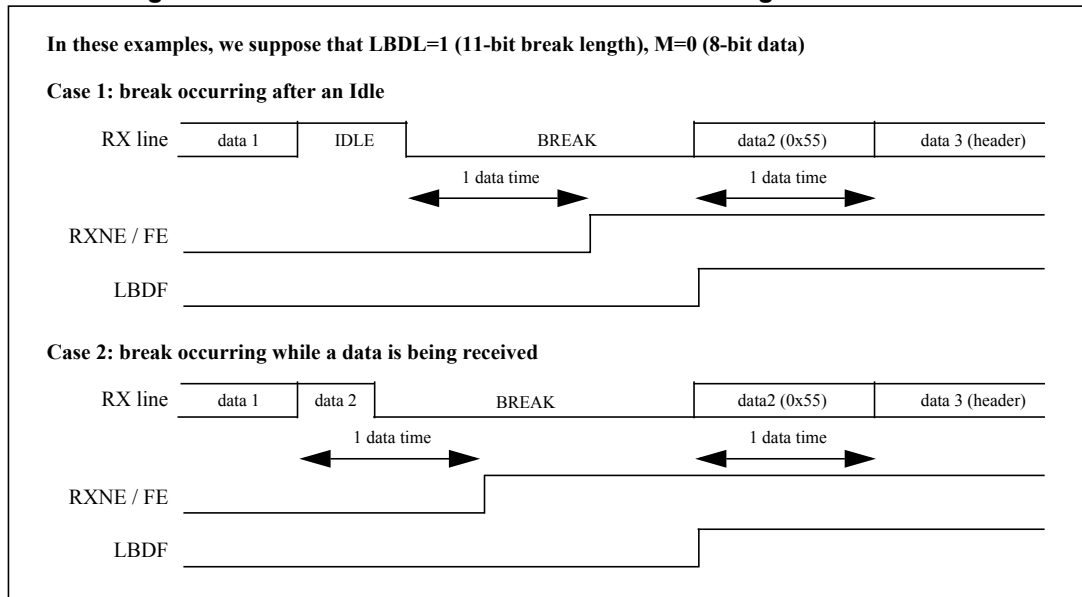 In these examples, we suppose that LBDL=1 (11-bit break length), M=0 (8-bit data)
Case 1: break occurring after an Idle
RX line data 1 IDLE BREAK data2 (0x55) data 3 (header)
1 data time 1 data time
RXNE / FE
LBDF
Case 2: break occurring while a data is being received
RX line data 1 data 2 BREAK data2 (0x55) data 3 (header)
1 data time 1 data time
RXNE / FE
LBDF